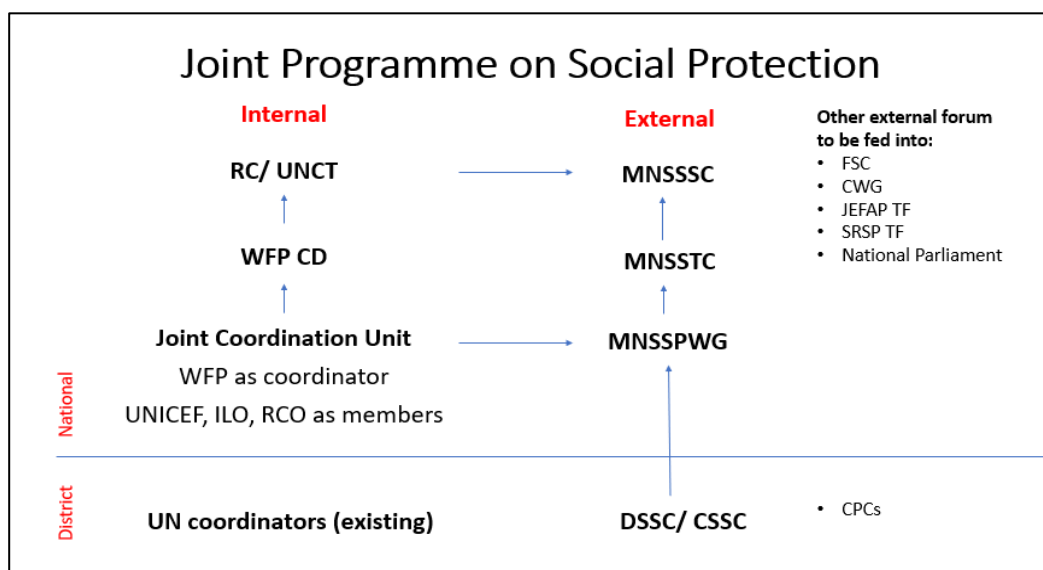 Joint Programme on Social Protection
Internal
External
Other external forum
to be fed into:
• FSC
• CWG
• JEFAP TF
• SRSP TF
• National Parliament
RC/ UNCT
MNSSSC
WFP CD
MNSSTC
Joint Coordination Unit
MNSSPWG
WFP as coordinator
UNICEF, ILO, RCO as members
National
District
UN coordinators (existing)
DSSC/ CSSC
• CPCs